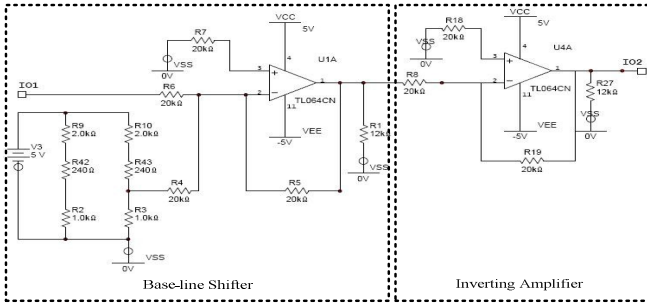 VCC
5V
R7
20kΩ
VSS
0V
U1A
4
3
2
1
11
TL064CN
VEE
-5V
IO1
R6
20kΩ
V3
5 V
R9
2.0kΩ
R10
2.0kΩ
R42
240Ω
R43
240Ω
R2
1.0kΩ
R3
1.0kΩ
R4
20kΩ
R5
20kΩ
R1
12kΩ
VSS
0V
VSS
0V
Base-line Shifter
VCC
5V
R18
20kΩ
VSS
0V
U4A
4
3
2
1
11
TL064CN
VEE
-5V
R8
20kΩ
R19
20kΩ
IO2
R27
12kΩ
VSS
0V
Inverting Amplifier